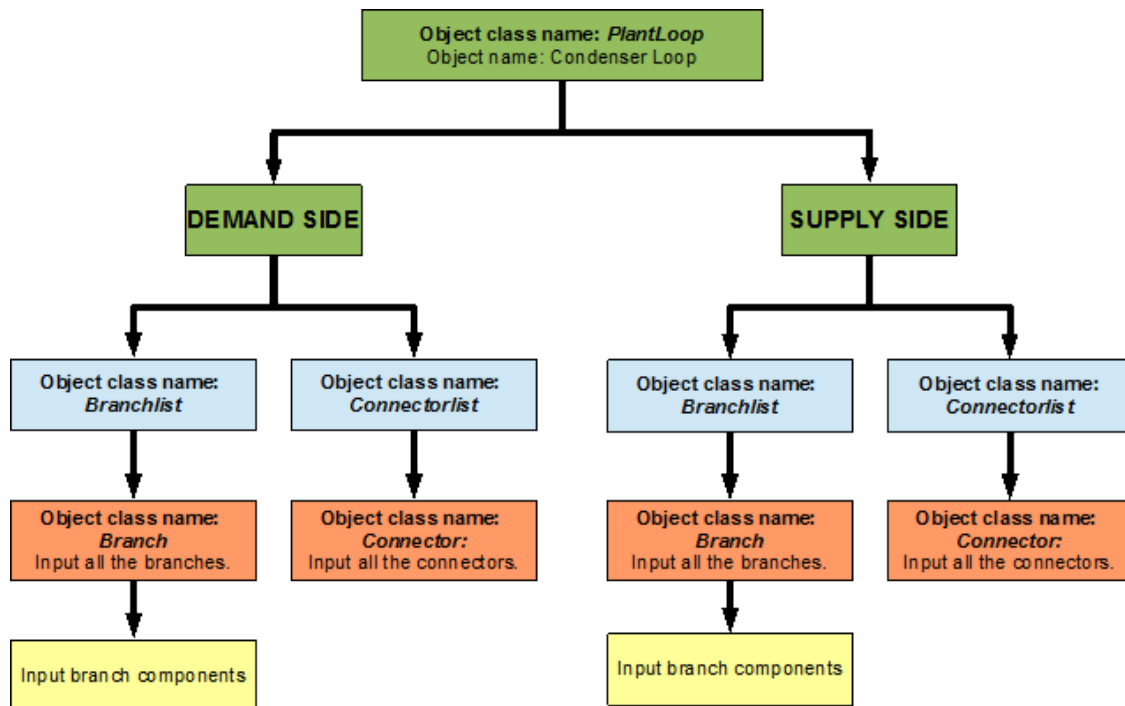 Object class name: PlantLoop
Object name: Condenser Loop
DEMAND SIDE
SUPPLY SIDE
Object class name:
Branchlist
Object class name:
Connectorlist
Object class name:
Branchlist
Object class name:
Connectorlist
Object class name:
Branch
Input all the branches.
Object class name:
Connector:
Input all the connectors.
Object class name:
Branch
Input all the branches.
Object class name:
Connector:
Input all the connectors.
Input branch components
Input branch components